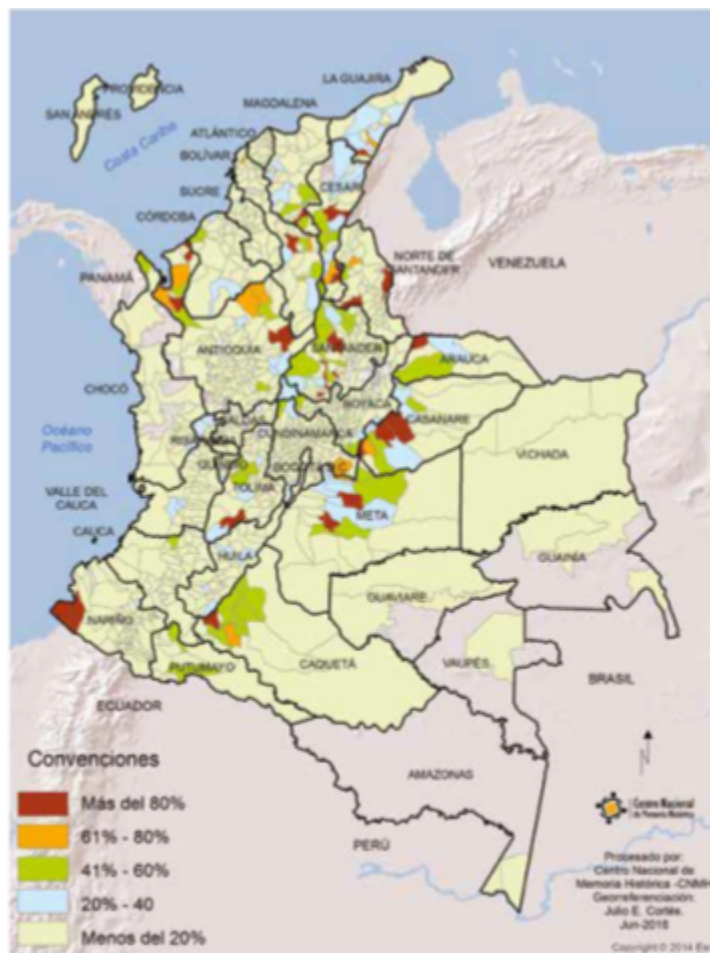 LA GUAJIRA
MAGDALENA
PROVIDENCIA
SAN ANDRÉS
ATLÁNTICO
Costa Caribe
BOLÍVAR
CESAR
SUCRE
CÓRDOBA
NORTE DE
SANTANDER
PANAMÁ
VENEZUELA
ANTIOQUIA
SANTANDER
ARAUCA
CHOCÓ
BOYACÁ
CASANARE
CALDAS
Océano
Pacífico
RISARALDA
CUNDINAMARCA
VICHADA
QUINDÍO
BOGOTÁ D.C
TOLIMA
VALLE DEL
CAUCA
META
CAUCA
HUILA
GUAINÍA
GUAVIARE
NARIÑO
VAUPÉS
CAQUETÁ
BRASIL
PUTUMAYO
ECUADOR
AMAZONAS
PERÚ
Convenciones
Más del 80%
61% - 80%
41% - 60%
20% - 40
Menos del 20%
Centro Nacional
de Memoria Histórica
Procesado por:
Centro Nacional de
Memoria Histórica -CNMH
Georreferenciación:
Julio E. Cortés.
Jun-2016
Copyright:© 2014 Es